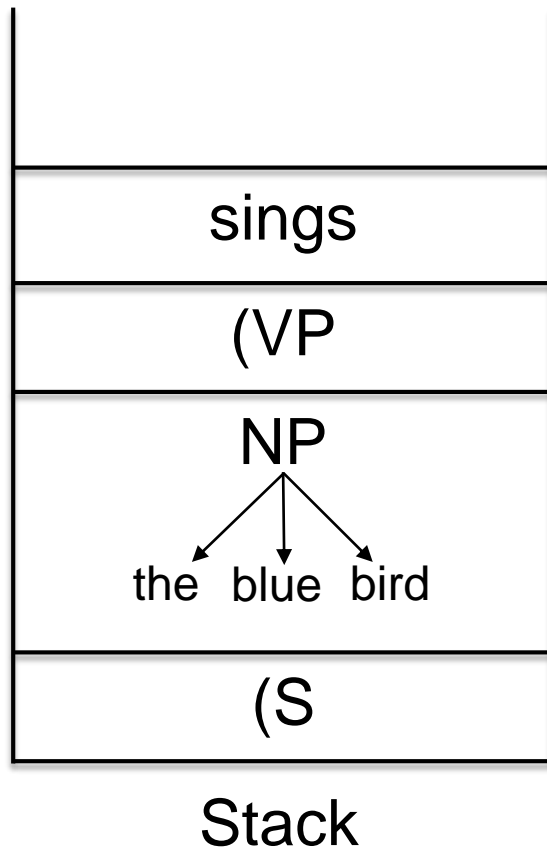 sings
(VP
NP
the blue bird
(S
Stack